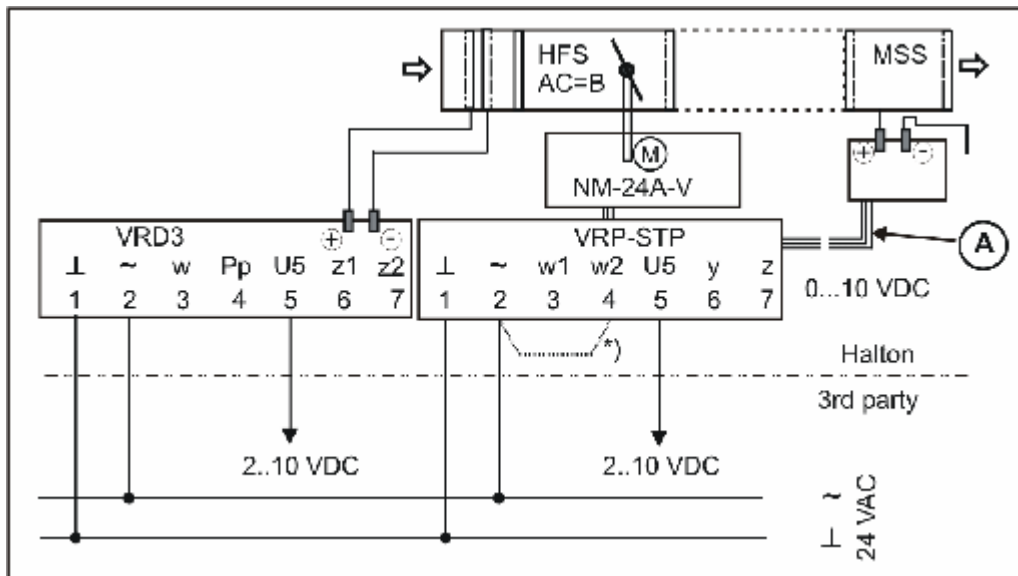 HFS
AC=B
MSS
M
NM-24A-V
+ -
VRD3
+ -
⊥ ~ w Pp U5 z1 z2
1 2 3 4 5 6 7
VRP-STP
⊥ ~ w1 w2 U5 y z
1 2 3 4 5 6 7
A
0...10 VDC
*)
Halton
3rd party
2..10 VDC
2..10 VDC
~
⊥
24 VAC